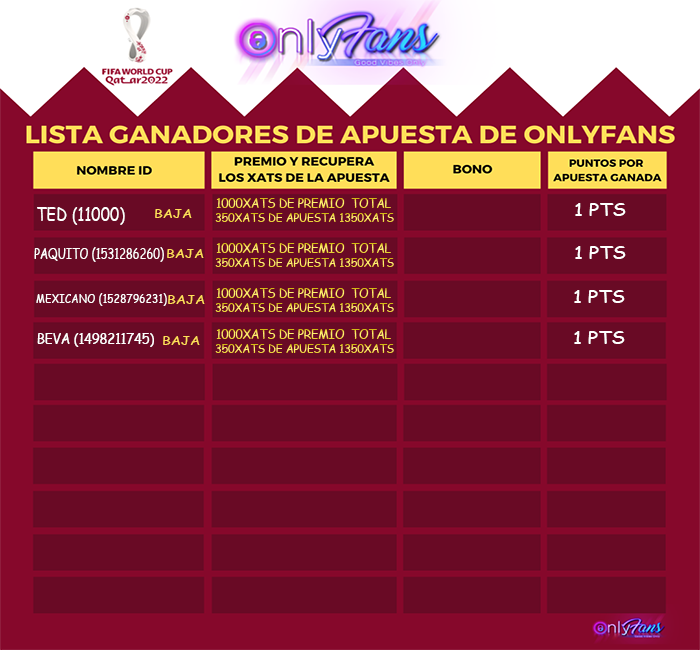 FIFA WORLD CUP
Qatar2022
OnlyFans
Good Vibes Only
LISTA GANADORES DE APUESTA DE ONLYFANS
NOMBRE ID
PREMIO Y RECUPERA
LOS XATS DE LA APUESTA
BONO
PUNTOS POR
APUESTA GANADA
TED (11000) BAJA
1000XATS DE PREMIO TOTAL
350XATS DE APUESTA 1350XATS
1 PTS
PAQUITO (1531286260) BAJA
1000XATS DE PREMIO TOTAL
350XATS DE APUESTA 1350XATS
1 PTS
MEXICANO (1528796231) BAJA
1000XATS DE PREMIO TOTAL
350XATS DE APUESTA 1350XATS
1 PTS
BEVA (1498211745) BAJA
1000XATS DE PREMIO TOTAL
350XATS DE APUESTA 1350XATS
1 PTS
OnlyFans